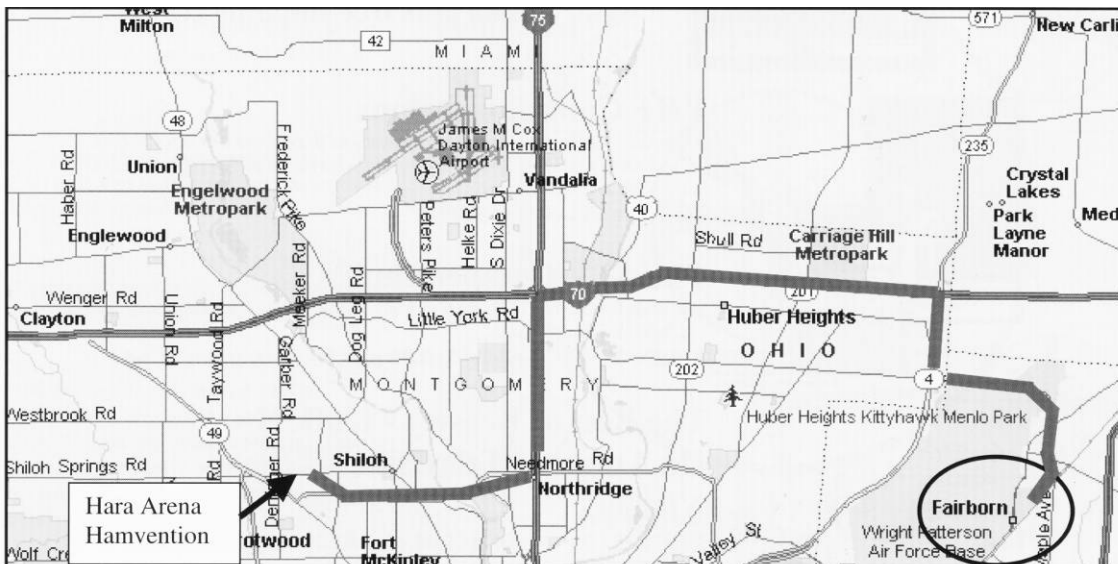 West
Milton
42
75
571
New Carli
MIAMI
48
Frederick Pike
James M Cox
Dayton International
Airport
235
Haber Rd
Union
Engelwood
Metropark
Vandalia
Crystal
Lakes
Peters Pike
Helke Rd
S Dixie Dr
40
Park
Layne
Manor
Med
Englewood
Shull Rd
Carriage Hill
Metropark
Meeker Rd
Wenger Rd
Clayton
Union Rd
Taywood Rd
Dog Leg Rd
70
201
Little York Rd
Huber Heights
OHIO
Garber Rd
MONTGOMERY
202
4
Westbrook Rd
49
Huber Heights Kittyhawk Menlo Park
Shiloh Springs Rd
Rd
Shiloh
Needmore Rd
Northridge
Hara Arena
Hamvention
otwood
Fort
McKinley
Valley St
Fairborn
Wright Patterson
Air Force Base
ple Ave
Wolf Cre